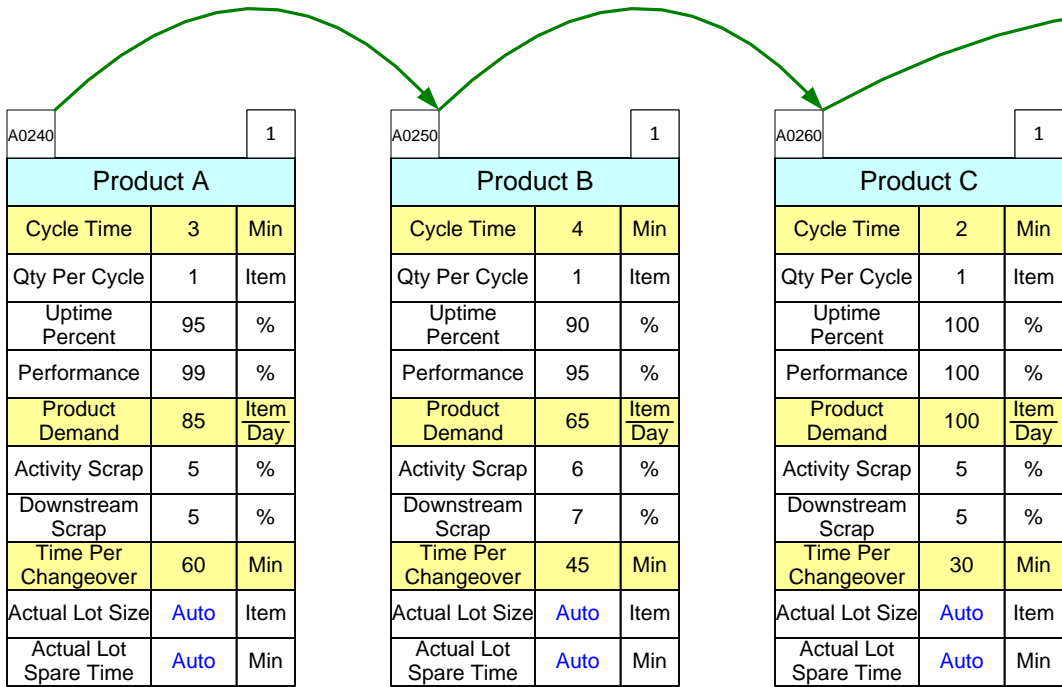 A0240 1
Product A
Cycle Time 3 Min
Qty Per Cycle 1 Item
Uptime
Percent 95 %
Performance 99 %
Product
Demand 85 Item
Day
Activity Scrap 5 %
Downstream
Scrap 5 %
Time Per
Changeover 60 Min
Actual Lot Size Auto Item
Actual Lot
Spare Time Auto Min
A0250 1
Product B
Cycle Time 4 Min
Qty Per Cycle 1 Item
Uptime
Percent 90 %
Performance 95 %
Product
Demand 65 Item
Day
Activity Scrap 6 %
Downstream
Scrap 7 %
Time Per
Changeover 45 Min
Actual Lot Size Auto Item
Actual Lot
Spare Time Auto Min
A0260 1
Product C
Cycle Time 2 Min
Qty Per Cycle 1 Item
Uptime
Percent 100 %
Performance 100 %
Product
Demand 100 Item
Day
Activity Scrap 5 %
Downstream
Scrap 5 %
Time Per
Changeover 30 Min
Actual Lot Size Auto Item
Actual Lot
Spare Time Auto Min